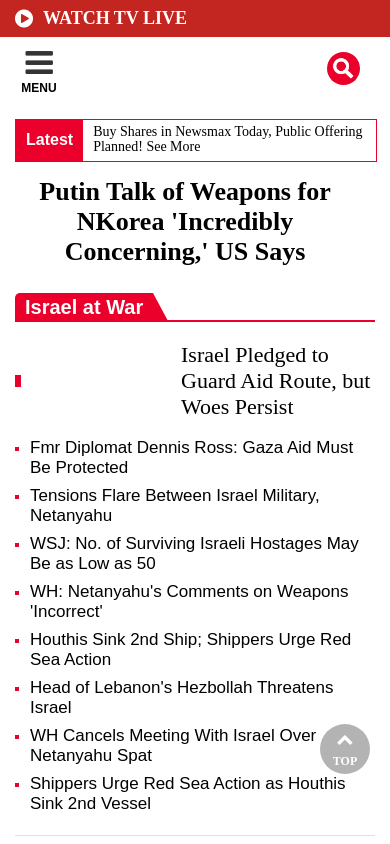 WATCH TV LIVE
MENU
Latest
Buy Shares in Newsmax Today, Public Offering
Planned! See More
Putin Talk of Weapons for
NKorea 'Incredibly
Concerning,' US Says
Israel at War
Israel Pledged to
Guard Aid Route, but
Woes Persist
Fmr Diplomat Dennis Ross: Gaza Aid Must
Be Protected
Tensions Flare Between Israel Military,
Netanyahu
WSJ: No. of Surviving Israeli Hostages May
Be as Low as 50
WH: Netanyahu's Comments on Weapons
'Incorrect'
Houthis Sink 2nd Ship; Shippers Urge Red
Sea Action
Head of Lebanon's Hezbollah Threatens
Israel
WH Cancels Meeting With Israel Over
Netanyahu Spat
TOP
Shippers Urge Red Sea Action as Houthis
Sink 2nd Vessel